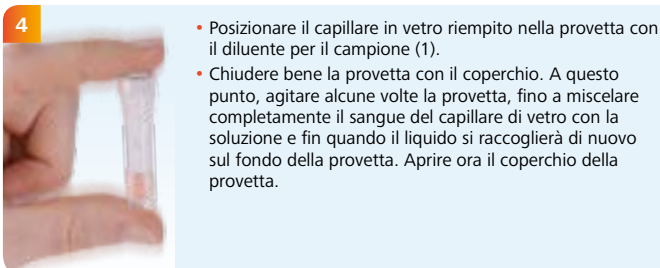 4
• Posizionare il capillare in vetro riempito nella provetta con
il diluente per il campione (1).
• Chiudere bene la provetta con il coperchio. A questo
punto, agitare alcune volte la provetta, fino a miscelare
completamente il sangue del capillare di vetro con la
soluzione e fin quando il liquido si raccoglierà di nuovo
sul fondo della provetta. Aprire ora il coperchio della
provetta.